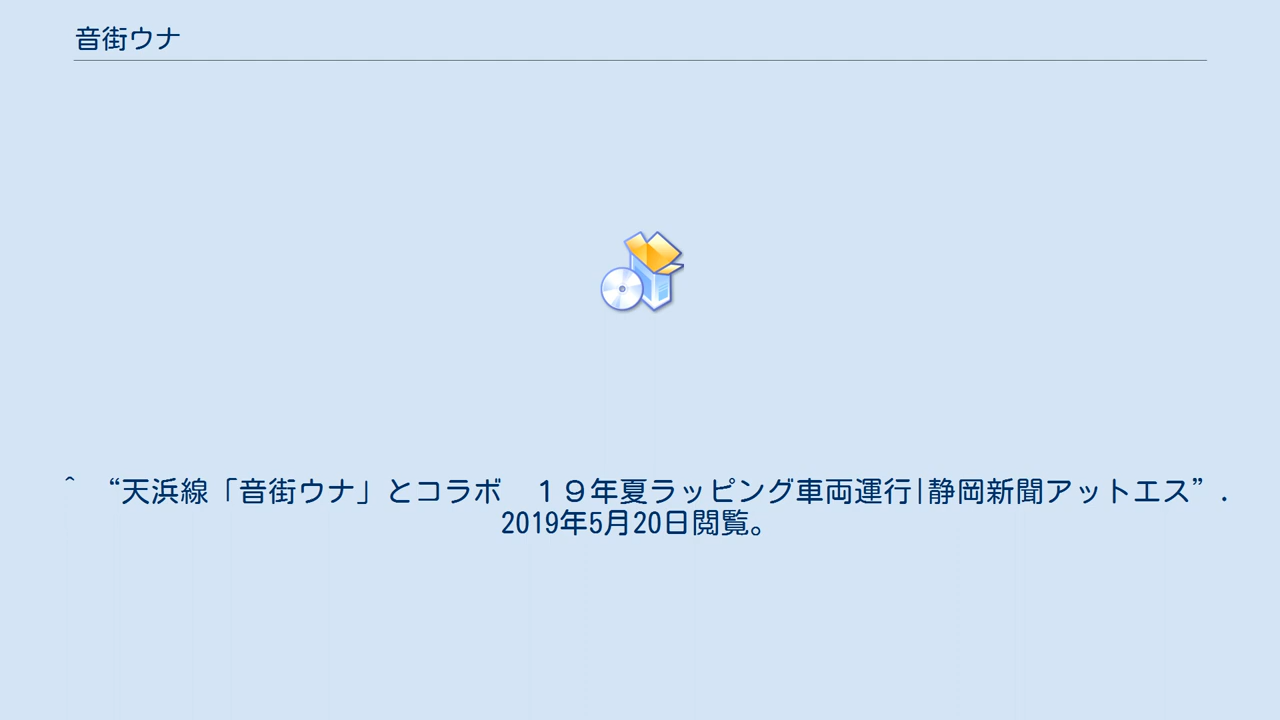 音街ウナ
^ “天浜線「音街ウナ」とコラボ　１９年夏ラッピング車両運行|静岡新聞アットエス”.
2019年5月20日閲覧。